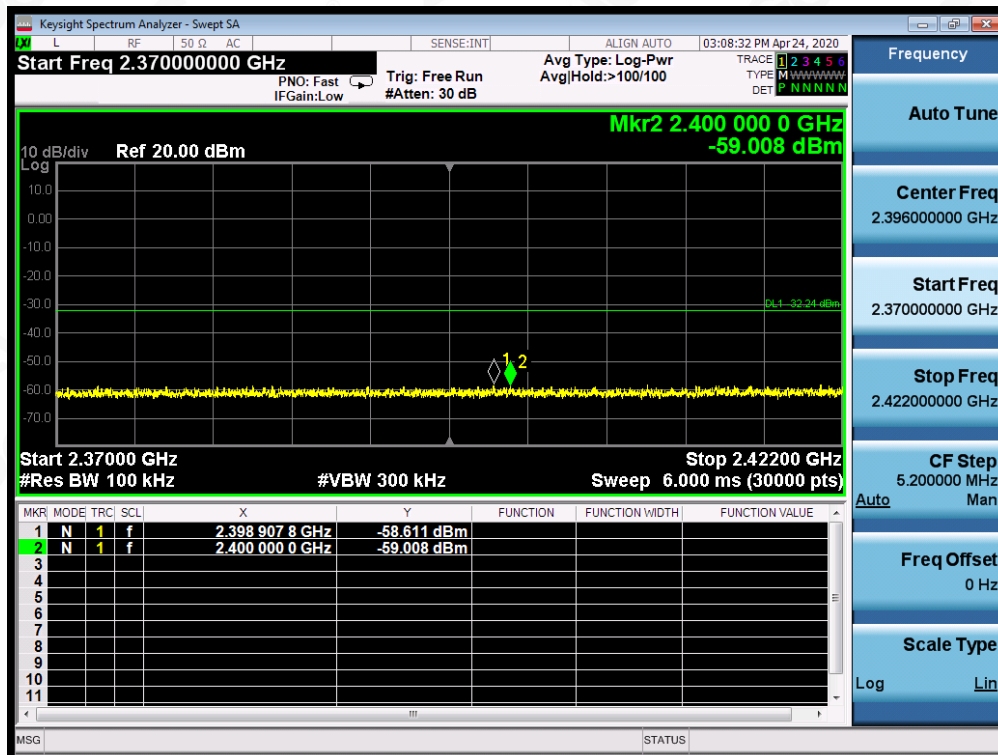 Keysight Spectrum Analyzer - Swept SA
LXI L RF 50 Ω AC SENSE:INT ALIGN AUTO 03:08:32 PM Apr 24, 2020
Start Freq 2.370000000 GHz
PNO: Fast
IFGain:Low
Trig: Free Run
#Atten: 30 dB
Avg Type: Log-Pwr
Avg|Hold:>100/100
TRACE 1 2 3 4 5 6
TYPE M WWWWW
DET P N N N N N
Mkr2 2.400 000 0 GHz
-59.008 dBm
10 dB/div Ref 20.00 dBm
Log
10.0
0.00
-10.0
-20.0
-30.0
DL1 -32.24 dBm
-40.0
-50.0
1 2
-60.0
-70.0
Start 2.37000 GHz Stop 2.42200 GHz
#Res BW 100 kHz #VBW 300 kHz Sweep 6.000 ms (30000 pts)
MKR MODE TRC SCL X Y FUNCTION FUNCTION WIDTH FUNCTION VALUE
1 N 1 f 2.398 907 8 GHz -58.611 dBm
2 N 1 f 2.400 000 0 GHz -59.008 dBm
3
4
5
6
7
8
9
10
11
MSG STATUS
Frequency
Auto Tune
Center Freq
2.396000000 GHz
Start Freq
2.370000000 GHz
Stop Freq
2.422000000 GHz
CF Step
5.200000 MHz
Auto Man
Freq Offset
0 Hz
Scale Type
Log Lin